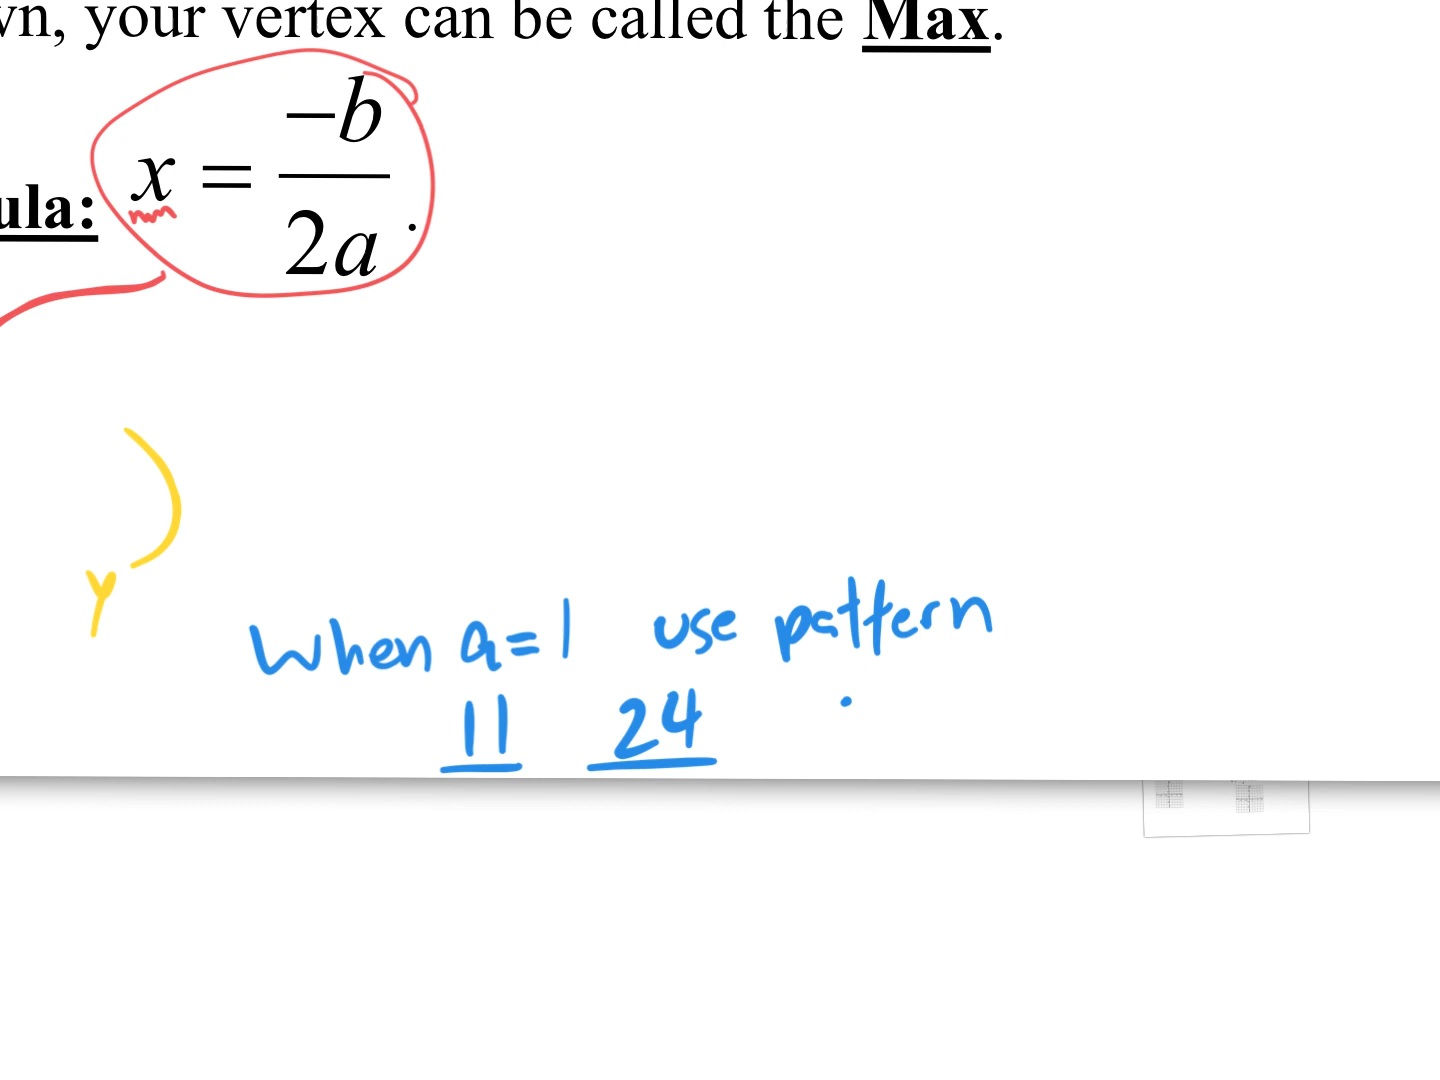 vn, your vertex can be called the Max.
ula: x = -b / 2a .
Y
When a=1 use pattern
11 24